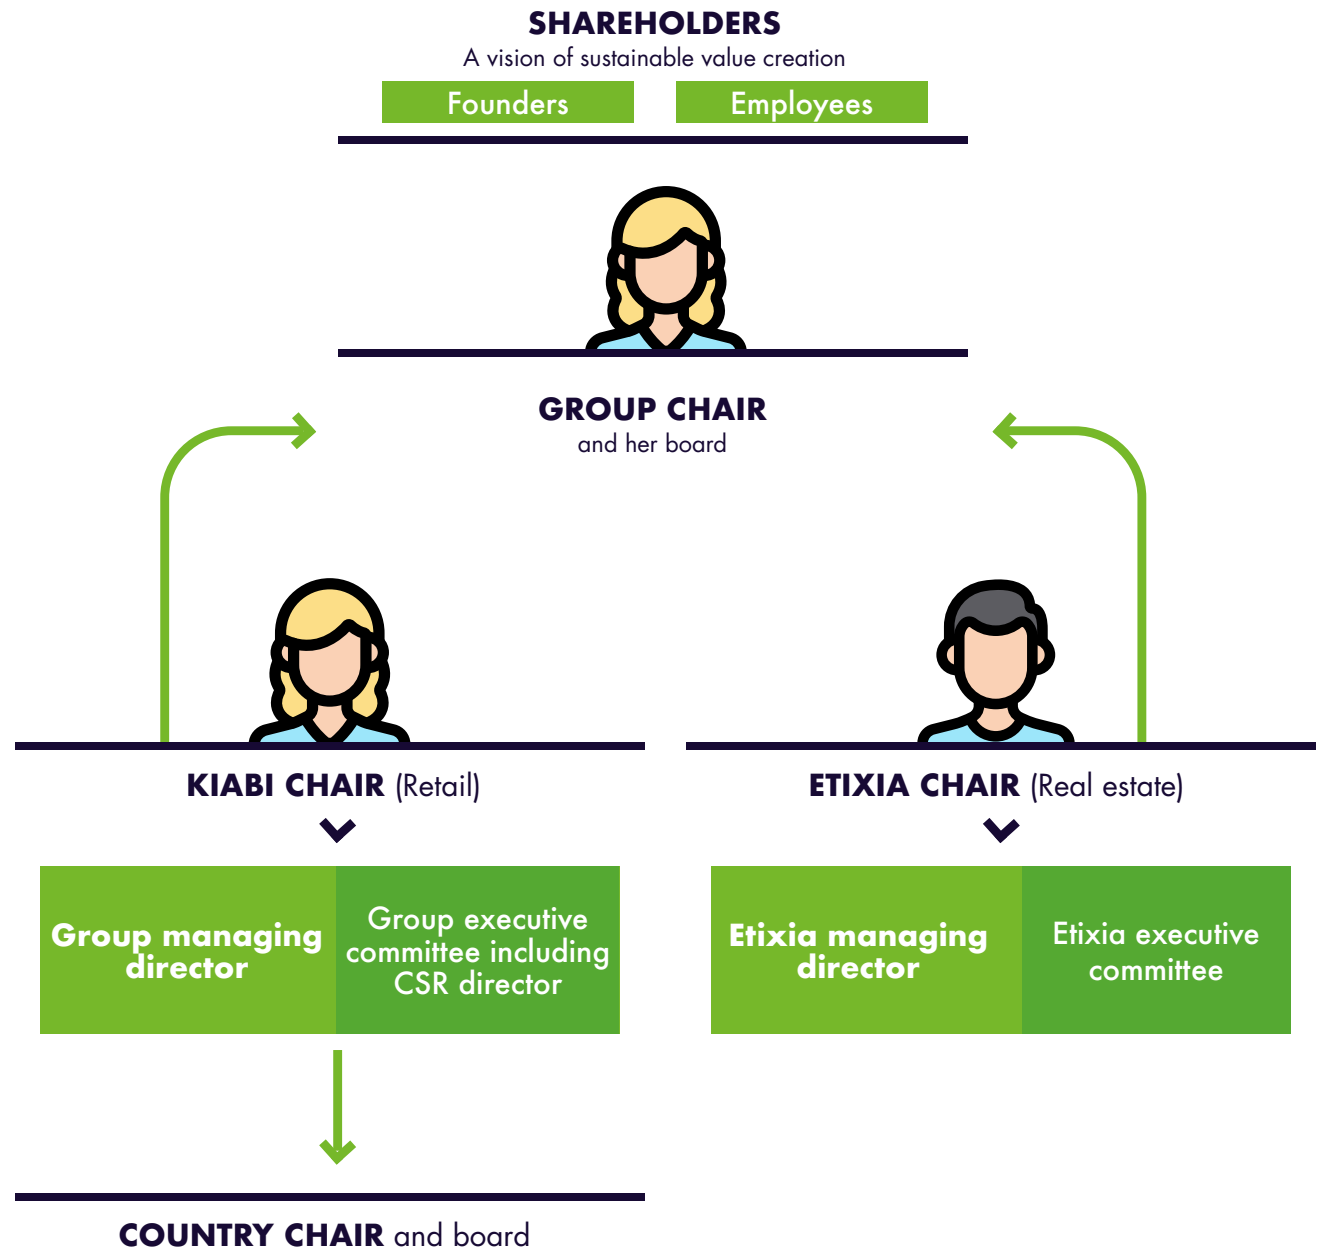 SHAREHOLDERS
A vision of sustainable value creation
Founders
Employees
GROUP CHAIR
and her board
KIABI CHAIR (Retail)
Group managing
director
Group executive
committee including
CSR director
ETIXIA CHAIR (Real estate)
Etixia managing
director
Etixia executive
committee
COUNTRY CHAIR and board